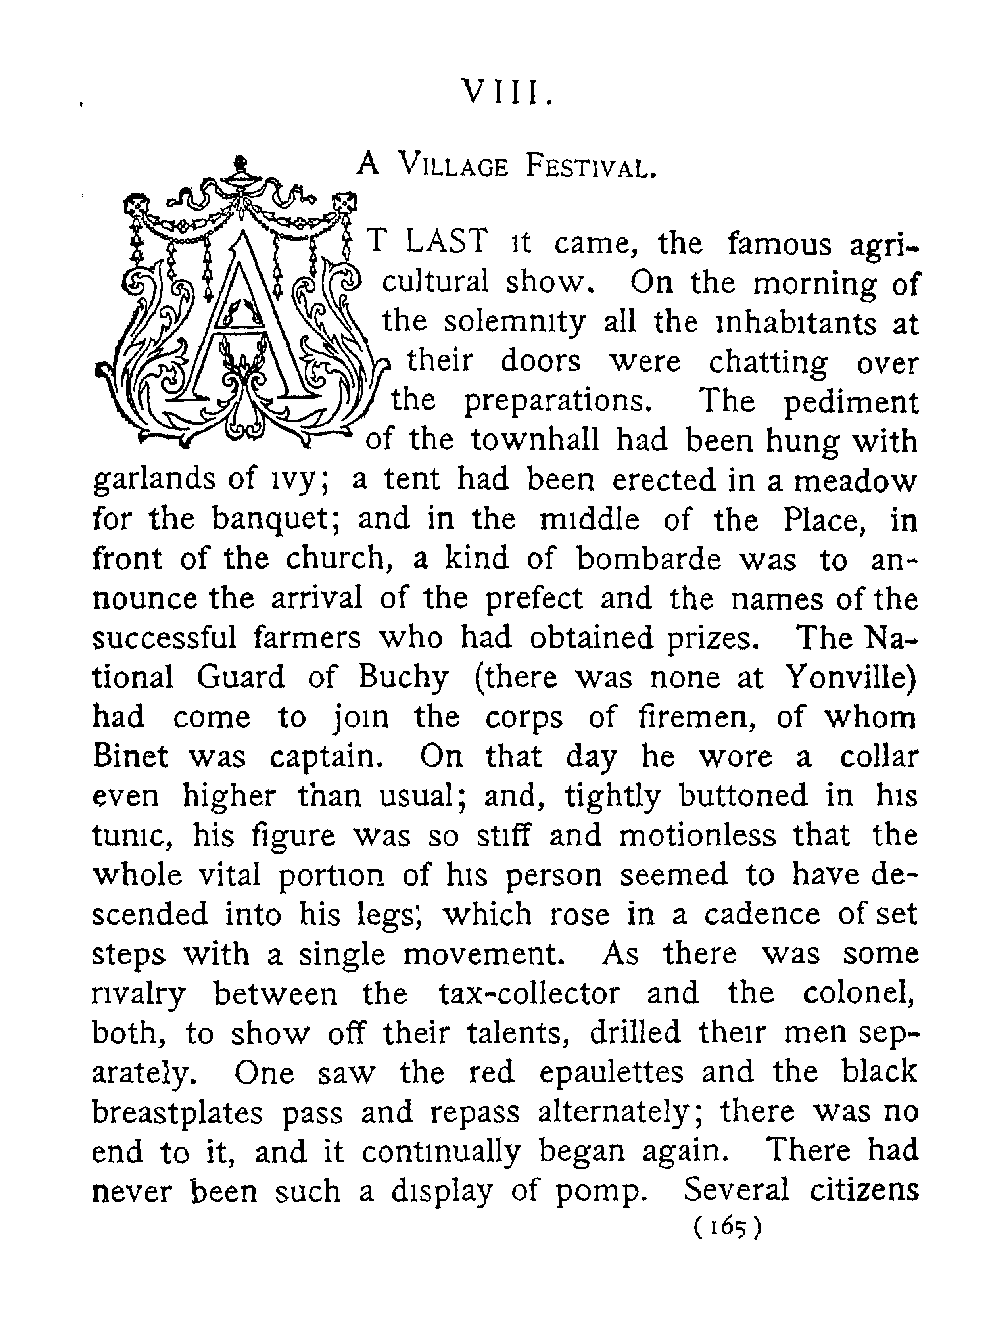 VIII.
A VILLAGE FESTIVAL.
AT LAST it came, the famous agri-
cultural show. On the morning of
the solemnity all the inhabitants at
their doors were chatting over
the preparations. The pediment
of the townhall had been hung with
garlands of ivy; a tent had been erected in a meadow
for the banquet; and in the middle of the Place, in
front of the church, a kind of bombarde was to an-
nounce the arrival of the prefect and the names of the
successful farmers who had obtained prizes. The Na-
tional Guard of Buchy (there was none at Yonville)
had come to join the corps of firemen, of whom
Binet was captain. On that day he wore a collar
even higher than usual; and, tightly buttoned in his
tunic, his figure was so stiff and motionless that the
whole vital portion of his person seemed to have de-
scended into his legs, which rose in a cadence of set
steps with a single movement. As there was some
rivalry between the tax-collector and the colonel,
both, to show off their talents, drilled their men sep-
arately. One saw the red epaulettes and the black
breastplates pass and repass alternately; there was no
end to it, and it continually began again. There had
never been such a display of pomp. Several citizens
(165)